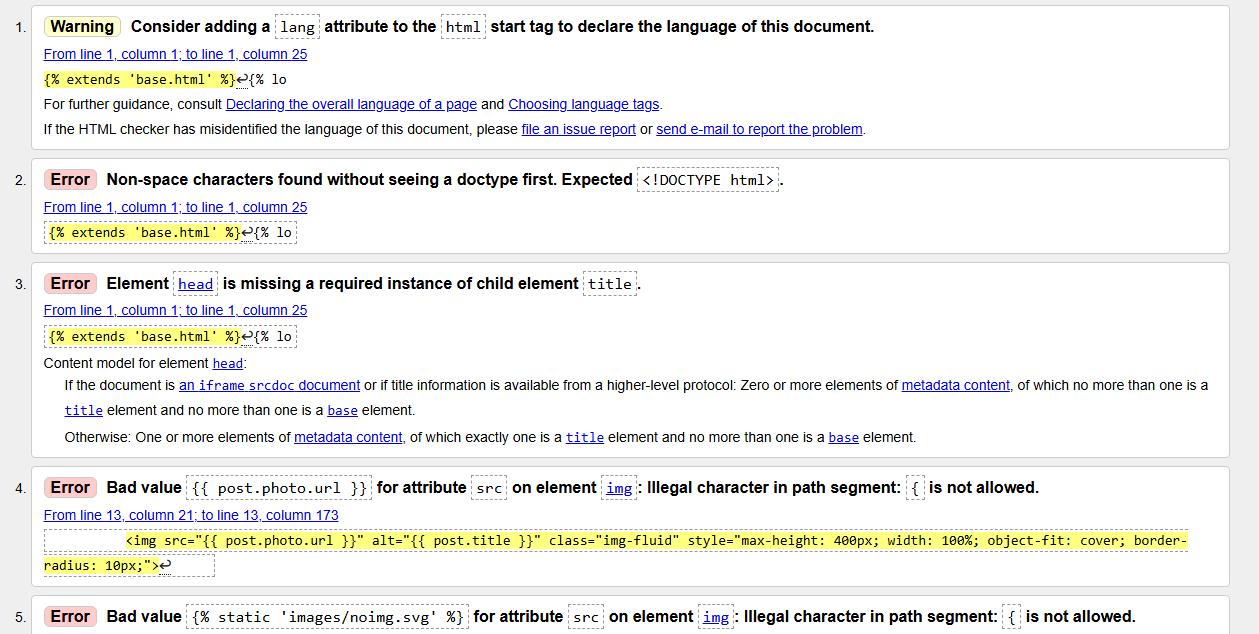 1. Warning Consider adding a lang attribute to the html start tag to declare the language of this document.
From line 1, column 1; to line 1, column 25
{% extends 'base.html' %}↩{% lo
For further guidance, consult Declaring the overall language of a page and Choosing language tags.
If the HTML checker has misidentified the language of this document, please file an issue report or send e-mail to report the problem.
2. Error Non-space characters found without seeing a doctype first. Expected <!DOCTYPE html>.
From line 1, column 1; to line 1, column 25
{% extends 'base.html' %}↩{% lo
3. Error Element head is missing a required instance of child element title.
From line 1, column 1; to line 1, column 25
{% extends 'base.html' %}↩{% lo
Content model for element head:
If the document is an iframe srcdoc document or if title information is available from a higher-level protocol: Zero or more elements of metadata content, of which no more than one is a
title element and no more than one is a base element.
Otherwise: One or more elements of metadata content, of which exactly one is a title element and no more than one is a base element.
4. Error Bad value {{ post.photo.url }} for attribute src on element img: Illegal character in path segment: { is not allowed.
From line 13, column 21; to line 13, column 173
<img src="{{ post.photo.url }}" alt="{{ post.title }}" class="img-fluid" style="max-height: 400px; width: 100%; object-fit: cover; border-
radius: 10px;">↩
5. Error Bad value {% static 'images/noimg.svg' %} for attribute src on element img: Illegal character in path segment: { is not allowed.